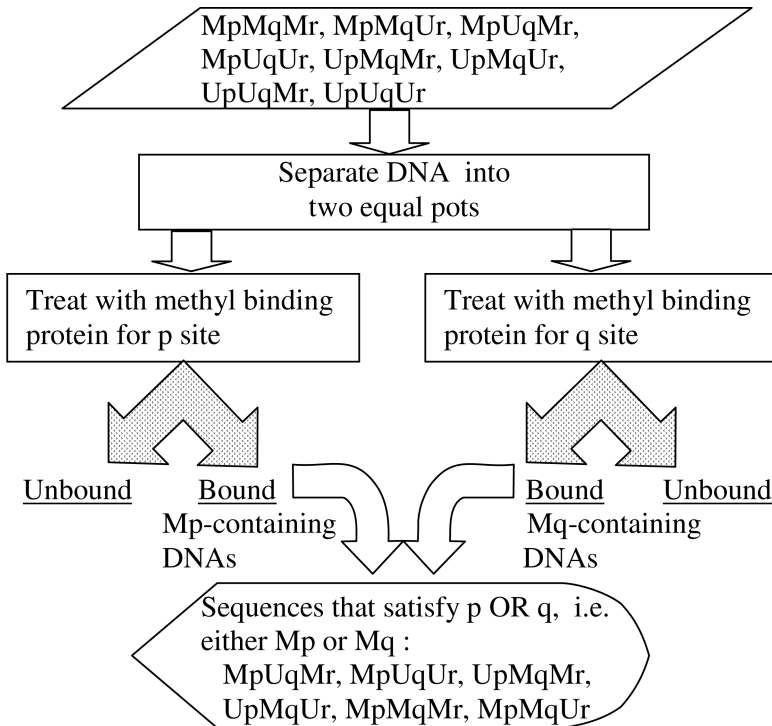 MpMqMr, MpMqUr, MpUqMr,
MpUqUr, UpMqMr, UpMqUr,
UpUqMr, UpUqUr
Separate DNA into
two equal pots
Treat with methyl binding
protein for p site
Treat with methyl binding
protein for q site
Unbound
Bound
Mp-containing
DNAs
Bound
Unbound
Mq-containing
DNAs
Sequences that satisfy p OR q, i.e.
either Mp or Mq :
MpUqMr, MpUqUr, UpMqMr,
UpMqUr, MpMqMr, MpMqUr